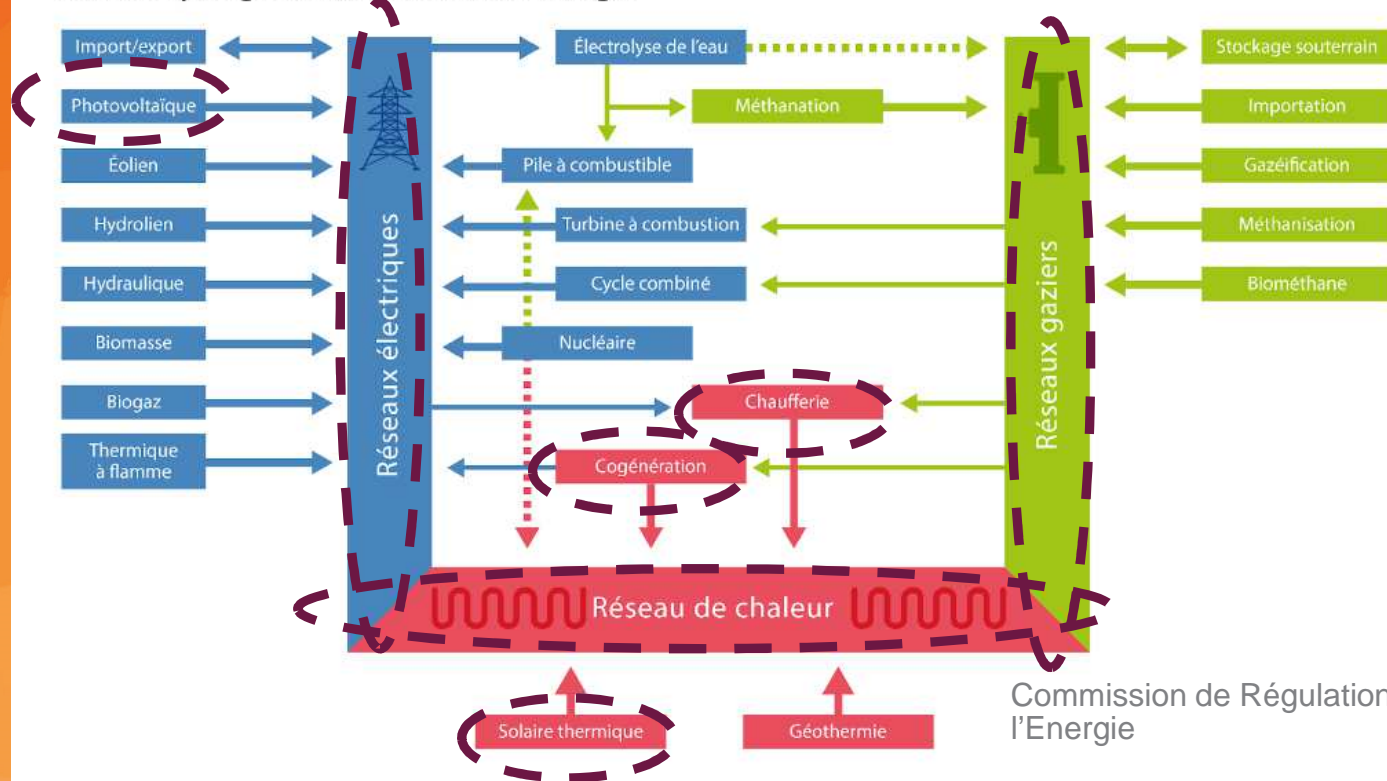 Import/export
Électrolyse de l'eau
Stockage souterrain
Photovoltaïque
Méthanation
Importation
Éolien
Pile à combustible
Gazéification
Hydrolien
Turbine à combustion
Méthanisation
Hydraulique
Cycle combiné
Biométhane
Biomasse
Nucléaire
Réseaux électriques
Réseaux gaziers
Biogaz
Chaufferie
Thermique
à flamme
Cogénération
Réseau de chaleur
Solaire thermique
Géothermie
Commission de Régulation
l'Energie